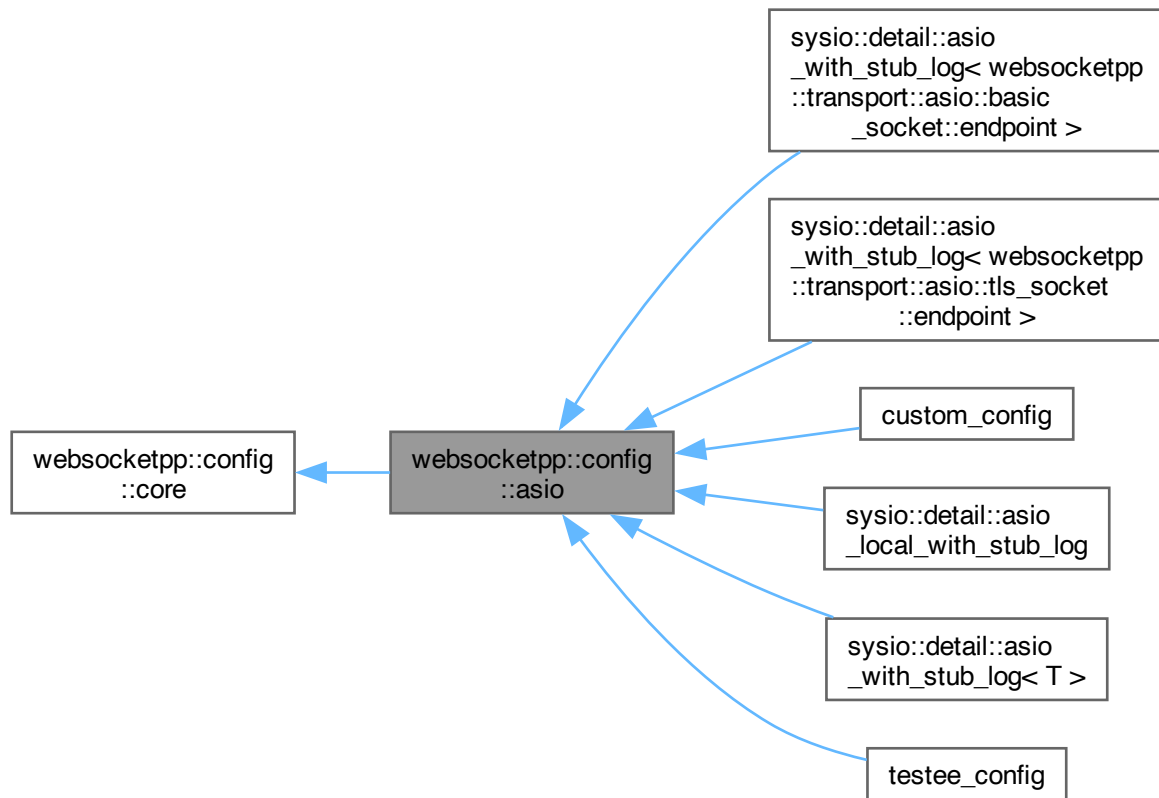 sysio::detail::asio
_with_stub_log< websocketpp
::transport::asio::basic
_socket::endpoint >
sysio::detail::asio
_with_stub_log< websocketpp
::transport::asio::tls_socket
::endpoint >
custom_config
websocketpp::config
::core
websocketpp::config
::asio
sysio::detail::asio
_local_with_stub_log
sysio::detail::asio
_with_stub_log< T >
testee_config